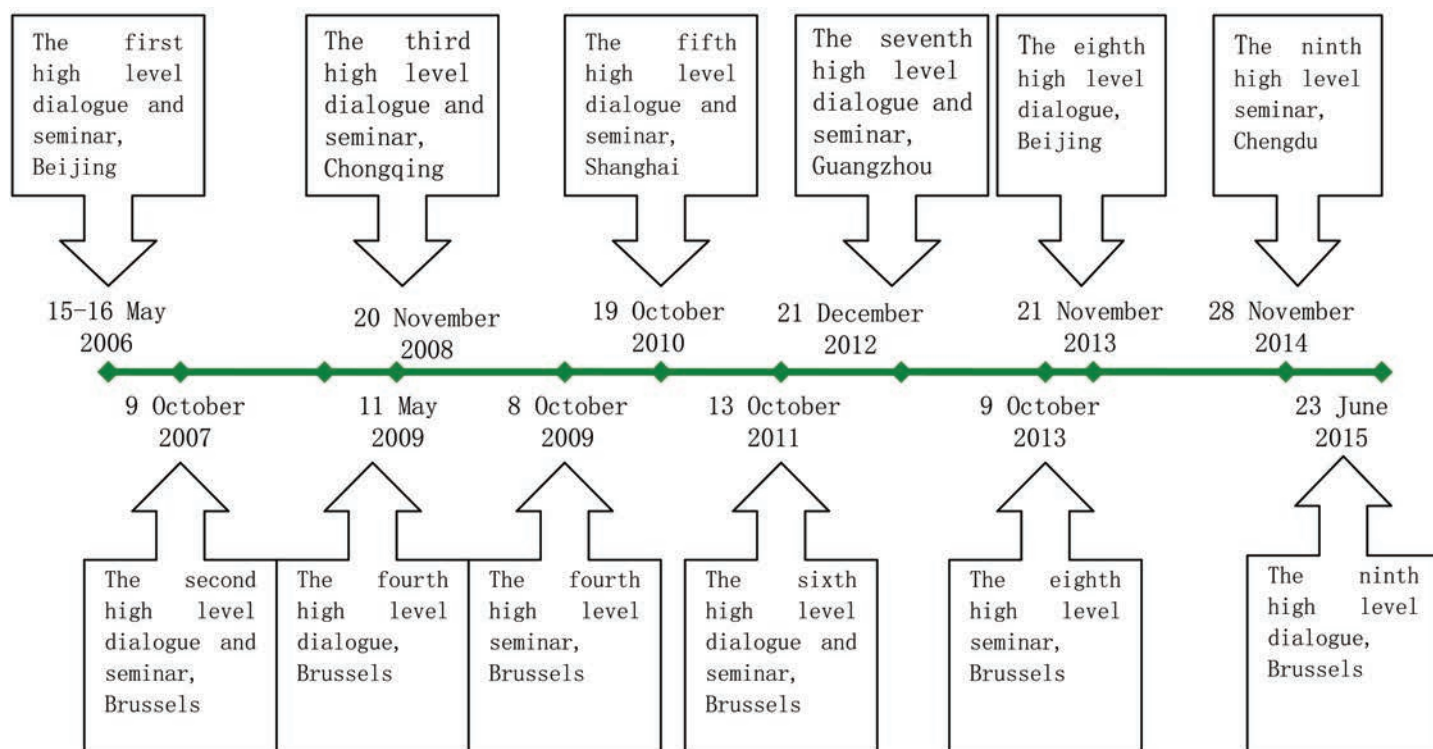 The first
high level
dialogue and
seminar,
Beijing
The third
high level
dialogue and
seminar,
Chongqing
The fifth
high level
dialogue and
seminar,
Shanghai
The seventh
high level
dialogue and
seminar,
Guangzhou
The eighth
high level
dialogue,
Beijing
The ninth
high level
seminar,
Chengdu
15-16 May
2006
20 November
2008
19 October
2010
21 December
2012
21 November
2013
28 November
2014
9 October
2007
11 May
2009
8 October
2009
13 October
2011
9 October
2013
23 June
2015
The second
high level
dialogue and
seminar,
Brussels
The fourth
high level
dialogue,
Brussels
The fourth
high level
seminar,
Brussels
The sixth
high level
dialogue and
seminar,
Brussels
The eighth
high level
seminar,
Brussels
The ninth
high level
dialogue,
Brussels